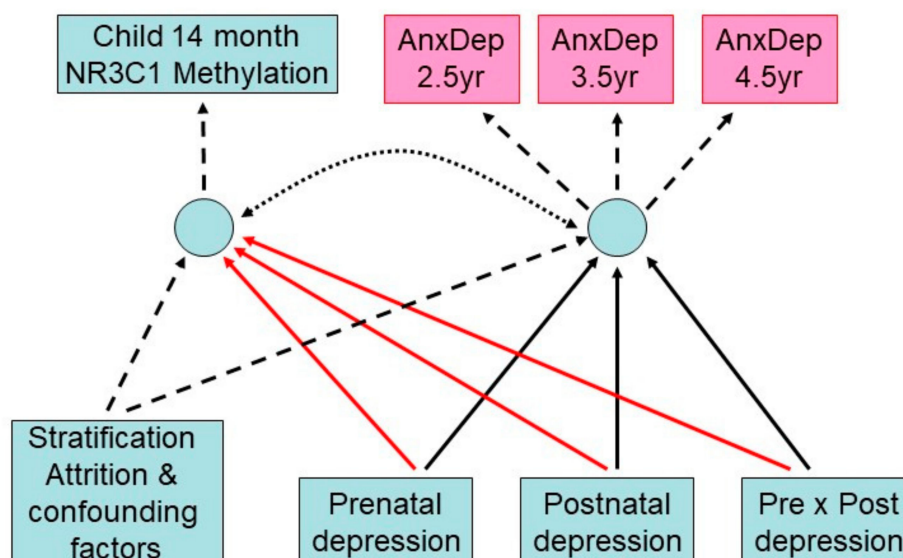 Child 14 month
NR3C1 Methylation
AnxDep
2.5yr
AnxDep
3.5yr
AnxDep
4.5yr
Stratification
Attrition &
confounding
factors
Prenatal
depression
Postnatal
depression
Pre x Post
depression